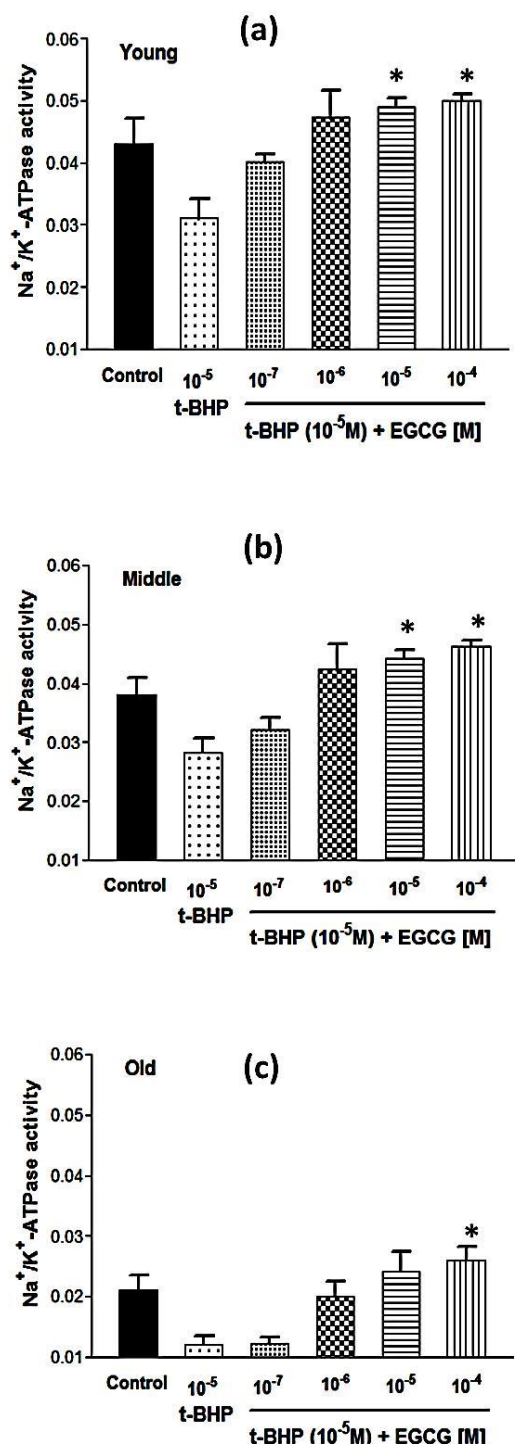 (a)
Young
Na⁺/K⁺-ATPase activity
0.06
0.05
0.04
0.03
0.02
0.01
* *
Control 10⁻⁵ 10⁻⁷ 10⁻⁶ 10⁻⁵ 10⁻⁴
t-BHP
t-BHP (10⁻⁵M) + EGCG [M]
(b)
Middle
Na⁺/K⁺-ATPase activity
0.06
0.05
0.04
0.03
0.02
0.01
* *
Control 10⁻⁵ 10⁻⁷ 10⁻⁶ 10⁻⁵ 10⁻⁴
t-BHP
t-BHP (10⁻⁵M) + EGCG [M]
(c)
Old
Na⁺/K⁺-ATPase activity
0.06
0.05
0.04
0.03
0.02
0.01
*
Control 10⁻⁵ 10⁻⁷ 10⁻⁶ 10⁻⁵ 10⁻⁴
t-BHP
t-BHP (10⁻⁵M) + EGCG [M]